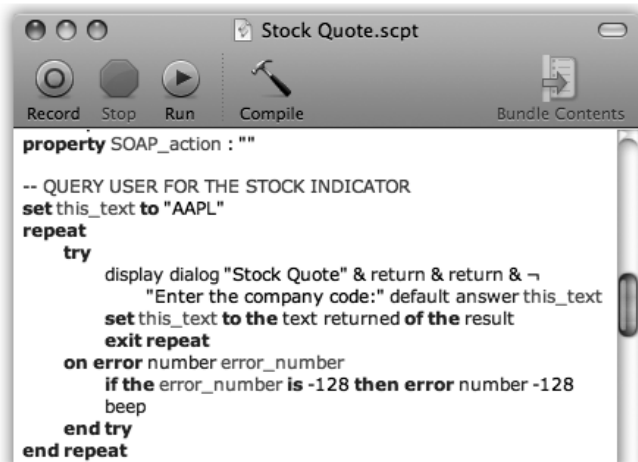 Stock Quote.scpt
Record Stop Run Compile Bundle Contents
property SOAP_action : ""
-- QUERY USER FOR THE STOCK INDICATOR
set this_text to "AAPL"
repeat
try
display dialog "Stock Quote" & return & return & ¬
"Enter the company code:" default answer this_text
set this_text to the text returned of the result
exit repeat
on error number error_number
if the error_number is -128 then error number -128
beep
end try
end repeat